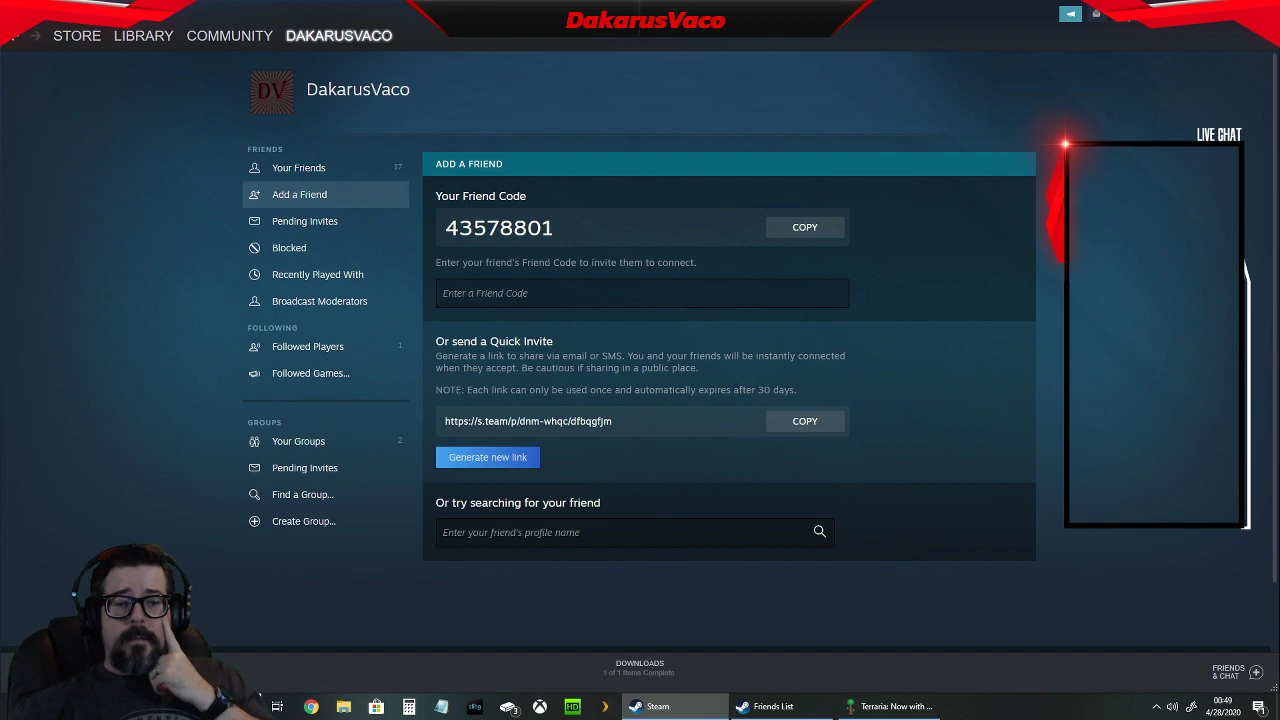 DakarusVaco
STORE LIBRARY COMMUNITY DAKARUSVACO
DV
DakarusVaco
LIVE CHAT
FRIENDS
Your Friends 17
Add a Friend
Pending Invites
Blocked
Recently Played With
Broadcast Moderators
FOLLOWING
Followed Players 1
Followed Games...
GROUPS
Your Groups 2
Pending Invites
Find a Group...
Create Group...
ADD A FRIEND
Your Friend Code
43578801 COPY
Enter your friend's Friend Code to invite them to connect.
Enter a Friend Code
Or send a Quick Invite
Generate a link to share via email or SMS. You and your friends will be instantly connected
when they accept. Be cautious if sharing in a public place.
NOTE: Each link can only be used once and automatically expires after 30 days.
https://s.team/p/dnm-whqc/dfbqgfjm COPY
Generate new link
Or try searching for your friend
Enter your friend's profile name
DOWNLOADS
1 of 1 Items Complete
FRIENDS
& CHAT
HD
Steam
Friends List
Terraria: Now with ...
00:49
4/28/2020